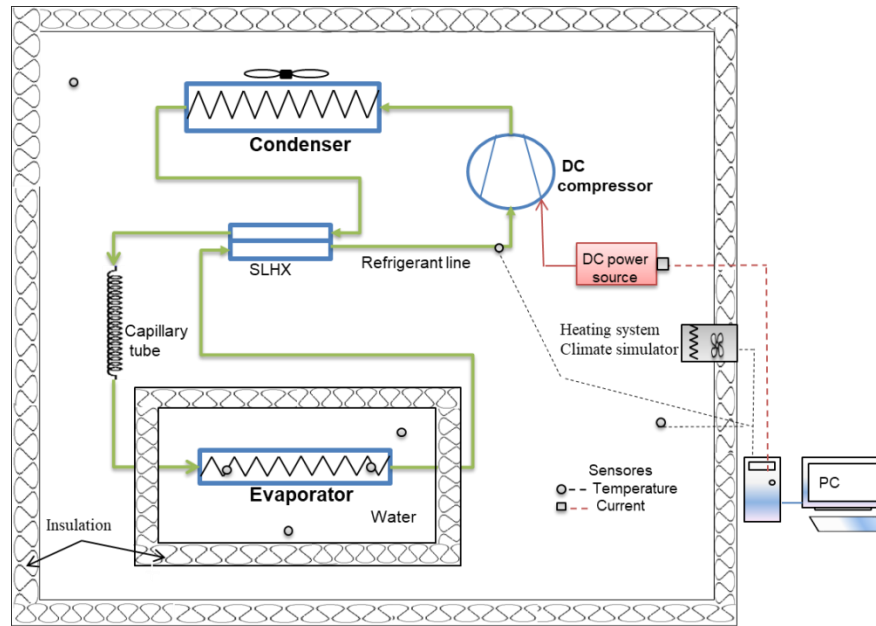 Condenser
DC
compressor
SLHX
Refrigerant line
DC power
source
Capillary
tube
Heating system
Climate simulator
Evaporator
Water
Sensores
Temperature
Current
PC
Insulation